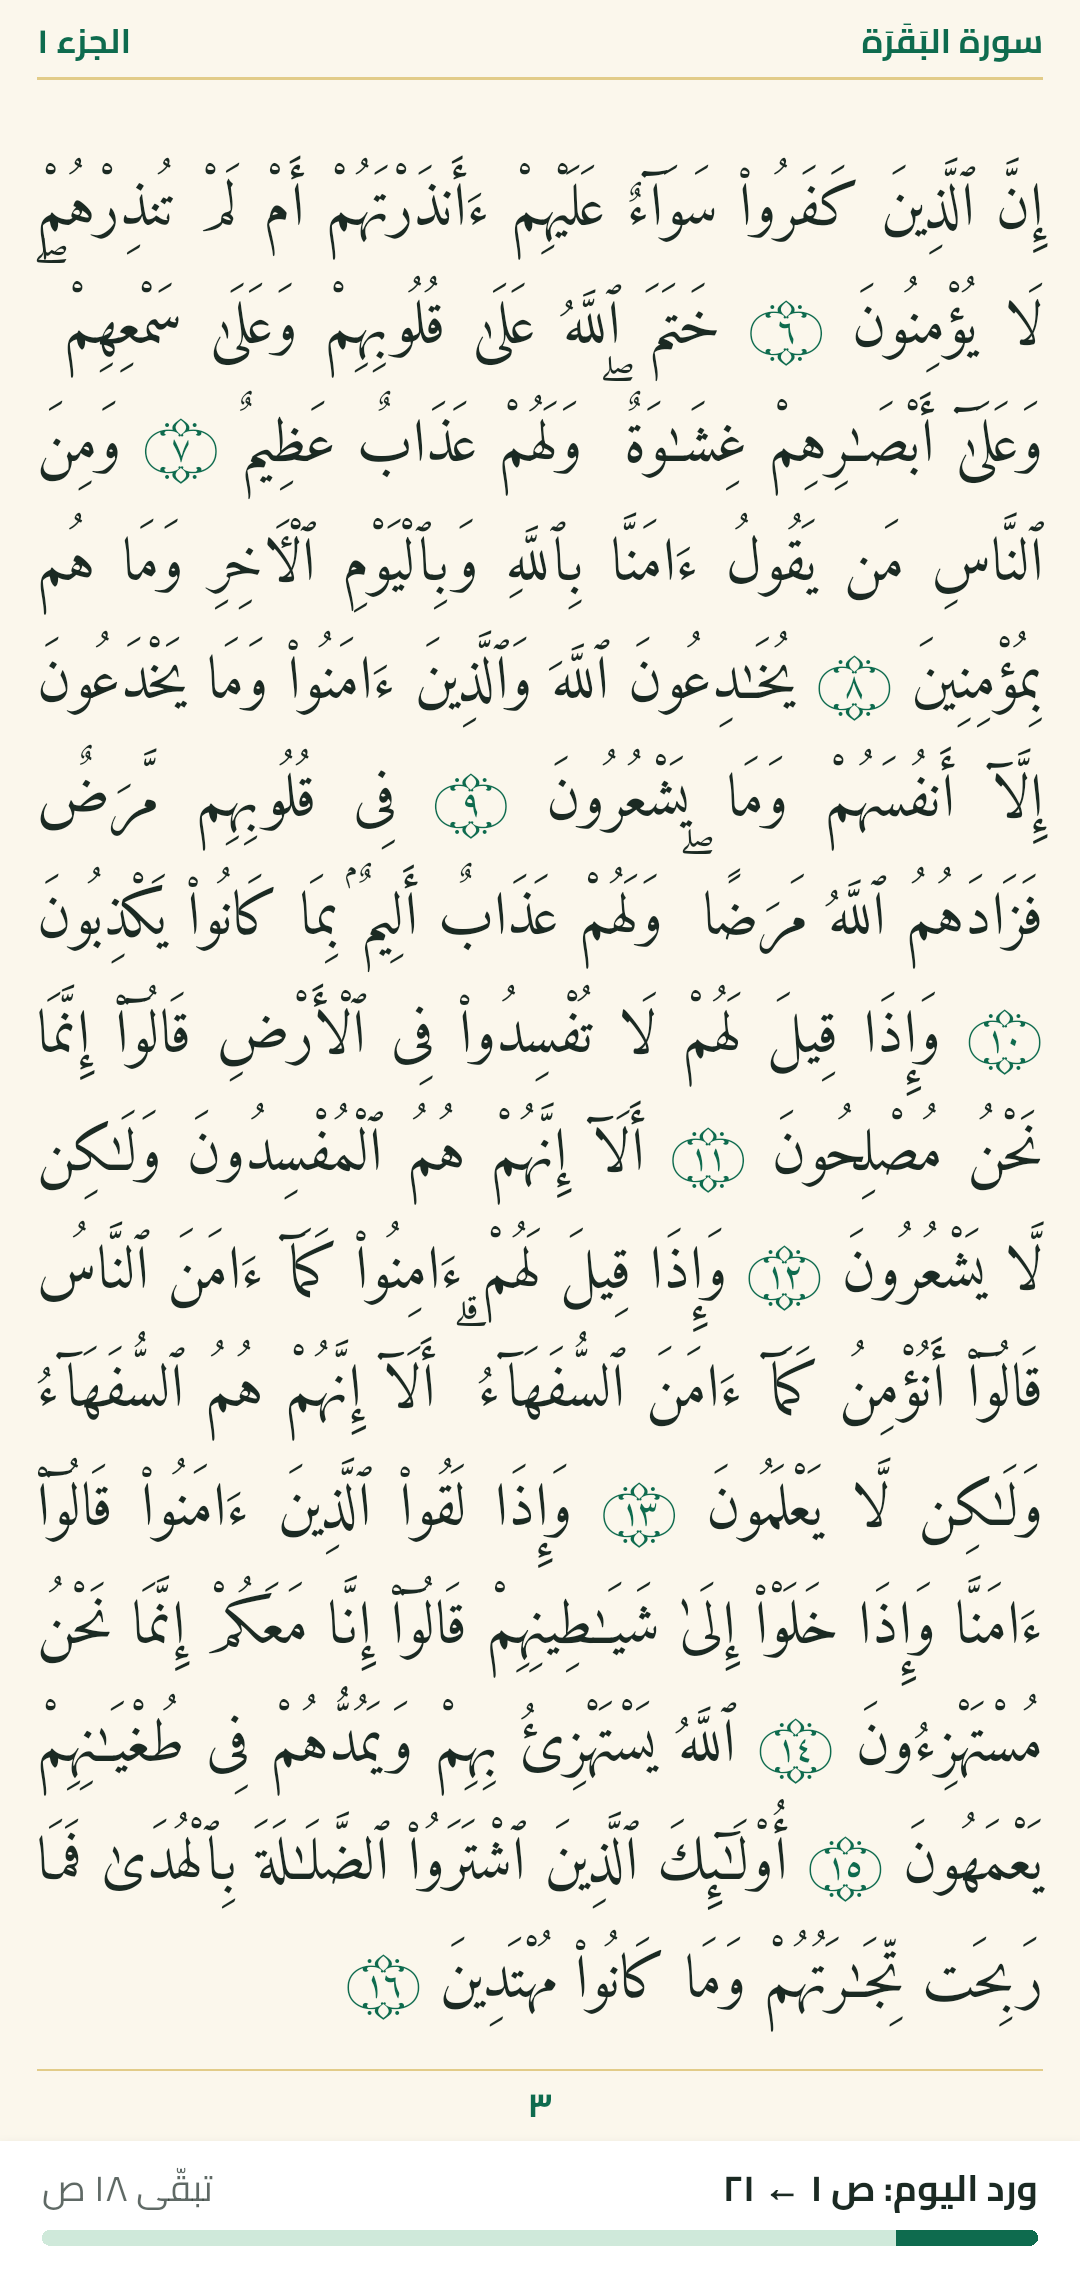 سورة البَقَرَة
الجزء ١
إِنَّ ٱلَّذِينَ كَفَرُوا۟ سَوَآءٌ عَلَيْهِمْ ءَأَنذَرْتَهُمْ أَمْ لَمْ تُنذِرْهُمْ
لَا يُؤْمِنُونَ ٦ خَتَمَ ٱللَّهُ عَلَىٰ قُلُوبِهِمْ وَعَلَىٰ سَمْعِهِمْ ۖ
وَعَلَىٰٓ أَبْصَـٰرِهِمْ غِشَـٰوَةٌ ۖ وَلَهُمْ عَذَابٌ عَظِيمٌ ٧ وَمِنَ
ٱلنَّاسِ مَن يَقُولُ ءَامَنَّا بِٱللَّهِ وَبِٱلْيَوْمِ ٱلْـَٔاخِرِ وَمَا هُم
بِمُؤْمِنِينَ ٨ يُخَـٰدِعُونَ ٱللَّهَ وَٱلَّذِينَ ءَامَنُوا۟ وَمَا يَخْدَعُونَ
إِلَّآ أَنفُسَهُمْ وَمَا يَشْعُرُونَ ٩ فِى قُلُوبِهِم مَّرَضٌ
فَزَادَهُمُ ٱللَّهُ مَرَضًا ۖ وَلَهُمْ عَذَابٌ أَلِيمٌۢ بِمَا كَانُوا۟ يَكْذِبُونَ
١٠ وَإِذَا قِيلَ لَهُمْ لَا تُفْسِدُوا۟ فِى ٱلْأَرْضِ قَالُوٓا۟ إِنَّمَا
نَحْنُ مُصْلِحُونَ ١١ أَلَآ إِنَّهُمْ هُمُ ٱلْمُفْسِدُونَ وَلَـٰكِن
لَّا يَشْعُرُونَ ١٢ وَإِذَا قِيلَ لَهُمْ ءَامِنُوا۟ كَمَآ ءَامَنَ ٱلنَّاسُ
قَالُوٓا۟ أَنُؤْمِنُ كَمَآ ءَامَنَ ٱلسُّفَهَآءُ ۗ أَلَآ إِنَّهُمْ هُمُ ٱلسُّفَهَآءُ
وَلَـٰكِن لَّا يَعْلَمُونَ ١٣ وَإِذَا لَقُوا۟ ٱلَّذِينَ ءَامَنُوا۟ قَالُوٓا۟
ءَامَنَّا وَإِذَا خَلَوْا۟ إِلَىٰ شَيَـٰطِينِهِمْ قَالُوٓا۟ إِنَّا مَعَكُمْ إِنَّمَا نَحْنُ
مُسْتَهْزِءُونَ ١٤ ٱللَّهُ يَسْتَهْزِئُ بِهِمْ وَيَمُدُّهُمْ فِى طُغْيَـٰنِهِمْ
يَعْمَهُونَ ١٥ أُو۟لَـٰٓئِكَ ٱلَّذِينَ ٱشْتَرَوُا۟ ٱلضَّلَـٰلَةَ بِٱلْهُدَىٰ فَمَا
رَبِحَت تِّجَـٰرَتُهُمْ وَمَا كَانُوا۟ مُهْتَدِينَ ١٦
٣
ورد اليوم: ص ١ ← ٢١
تبقّى ١٨ ص